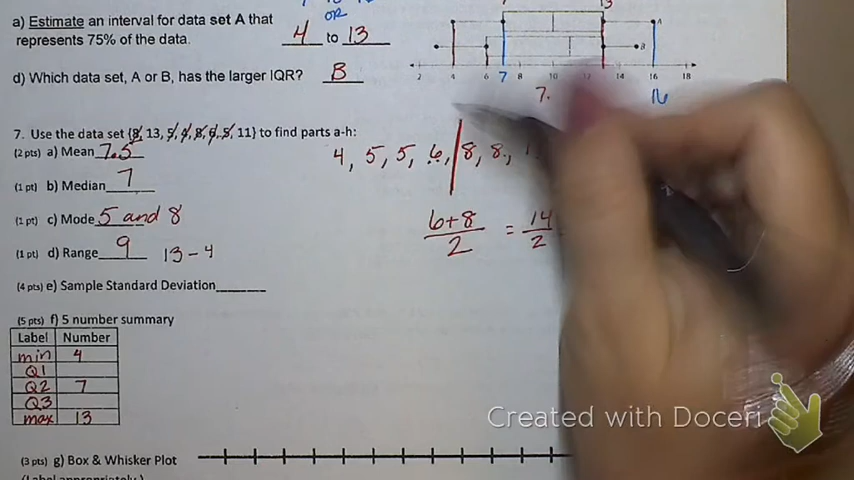 OR
a) Estimate an interval for data set A that
represents 75% of the data. 4 to 13
13
A
B
2 4 6 7 8 10 12 14 16 18
d) Which data set, A or B, has the larger IQR? B
7. 16
7. Use the data set {8, 13, 5, 4, 8, 6, 5, 11} to find parts a-h:
(2 pts) a) Mean 7.5
4, 5, 5, 6, 8, 8,
(1 pt) b) Median 7
(1 pt) c) Mode 5 and 8
6+8/2 = 14/2
(1 pt) d) Range 9 13-4
(4 pts) e) Sample Standard Deviation
(5 pts) f) 5 number summary
Label Number
min 4
Q1
Q2 7
Q3
max 13
Created with Doceri
(3 pts) g) Box & Whisker Plot
(Label appropriately.)